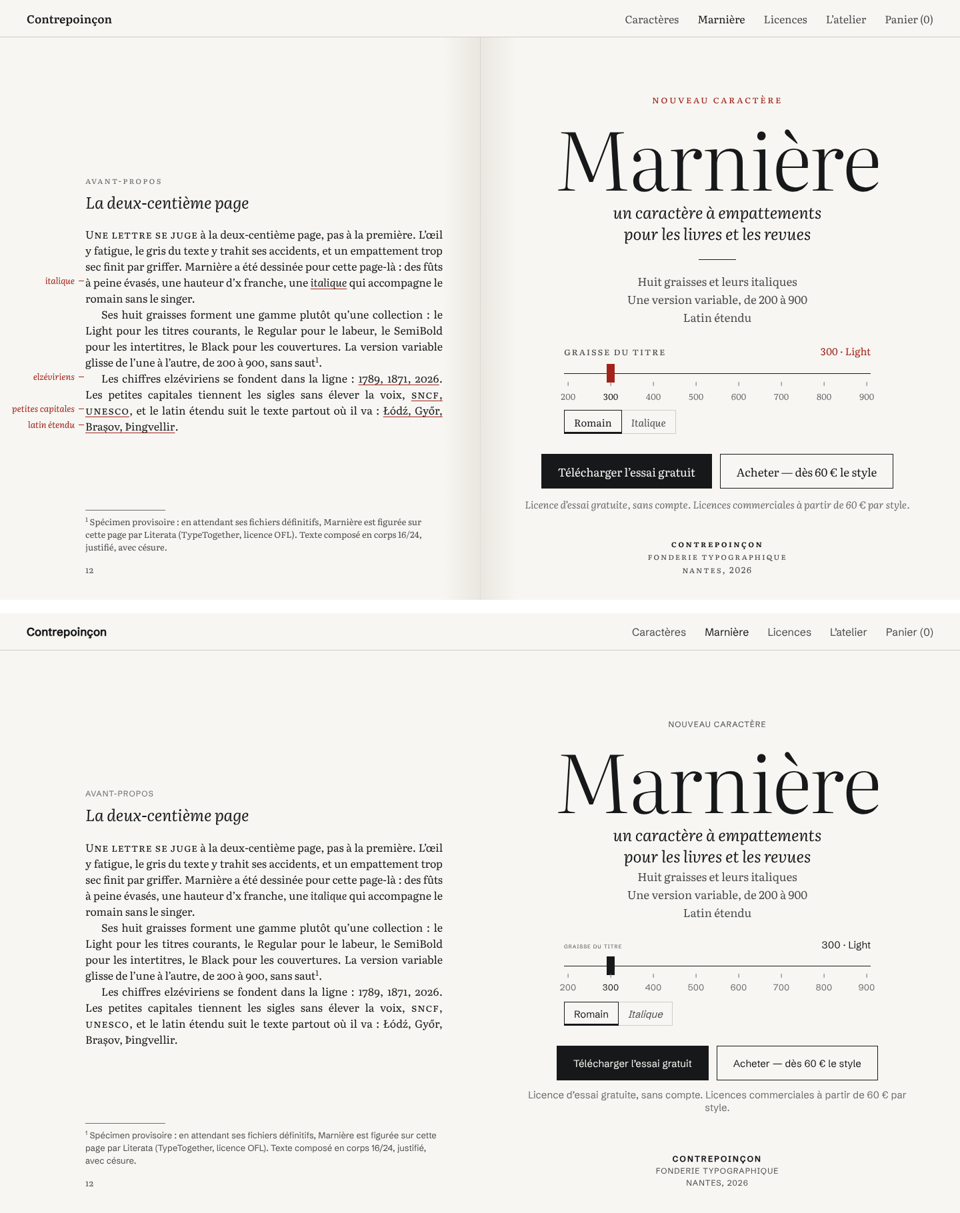 Contrepoinçon
Caractères Marnière Licences L’atelier Panier (0)
AVANT-PROPOS
La deux-centième page
UNE LETTRE SE JUGE à la deux-centième page, pas à la première. L’œil
y fatigue, le gris du texte y trahit ses accidents, et un empattement trop
sec finit par griffer. Marnière a été dessinée pour cette page-là : des fûts
italique
à peine évasés, une hauteur d’x franche, une italique qui accompagne le
romain sans le singer.
Ses huit graisses forment une gamme plutôt qu’une collection : le
Light pour les titres courants, le Regular pour le labeur, le SemiBold
pour les intertitres, le Black pour les couvertures. La version variable
glisse de l’une à l’autre, de 200 à 900, sans saut¹.
elzéviriens
Les chiffres elzéviriens se fondent dans la ligne : 1789, 1871, 2026.
Les petites capitales tiennent les sigles sans élever la voix, SNCF,
petites capitales
UNESCO, et le latin étendu suit le texte partout où il va : Łódź, Győr,
latin étendu
Brașov, Þingvellir.
¹ Spécimen provisoire : en attendant ses fichiers définitifs, Marnière est figurée sur
cette page par Literata (TypeTogether, licence OFL). Texte composé en corps 16/24,
justifié, avec césure.
12
NOUVEAU CARACTÈRE
Marnière
un caractère à empattements
pour les livres et les revues
Huit graisses et leurs italiques
Une version variable, de 200 à 900
Latin étendu
GRAISSE DU TITRE 300 · Light
200 300 400 500 600 700 800 900
Romain Italique
Télécharger l’essai gratuit Acheter — dès 60 € le style
Licence d’essai gratuite, sans compte. Licences commerciales à partir de 60 € par style.
CONTREPOINÇON
FONDERIE TYPOGRAPHIQUE
NANTES, 2026
Contrepoinçon
Caractères Marnière Licences L’atelier Panier (0)
AVANT-PROPOS
La deux-centième page
UNE LETTRE SE JUGE à la deux-centième page, pas à la première. L’œil
y fatigue, le gris du texte y trahit ses accidents, et un empattement trop
sec finit par griffer. Marnière a été dessinée pour cette page-là : des fûts
à peine évasés, une hauteur d’x franche, une italique qui accompagne le
romain sans le singer.
Ses huit graisses forment une gamme plutôt qu’une collection : le
Light pour les titres courants, le Regular pour le labeur, le SemiBold
pour les intertitres, le Black pour les couvertures. La version variable
glisse de l’une à l’autre, de 200 à 900, sans saut¹.
Les chiffres elzéviriens se fondent dans la ligne : 1789, 1871, 2026.
Les petites capitales tiennent les sigles sans élever la voix, SNCF,
UNESCO, et le latin étendu suit le texte partout où il va : Łódź, Győr,
Brașov, Þingvellir.
¹ Spécimen provisoire : en attendant ses fichiers définitifs, Marnière est figurée sur cette
page par Literata (TypeTogether, licence OFL). Texte composé en corps 16/24, justifié,
avec césure.
12
NOUVEAU CARACTÈRE
Marnière
un caractère à empattements
pour les livres et les revues
Huit graisses et leurs italiques
Une version variable, de 200 à 900
Latin étendu
GRAISSE DU TITRE 300 · Light
200 300 400 500 600 700 800 900
Romain Italique
Télécharger l’essai gratuit Acheter — dès 60 € le style
Licence d’essai gratuite, sans compte. Licences commerciales à partir de 60 € par
style.
CONTREPOINÇON
FONDERIE TYPOGRAPHIQUE
NANTES, 2026